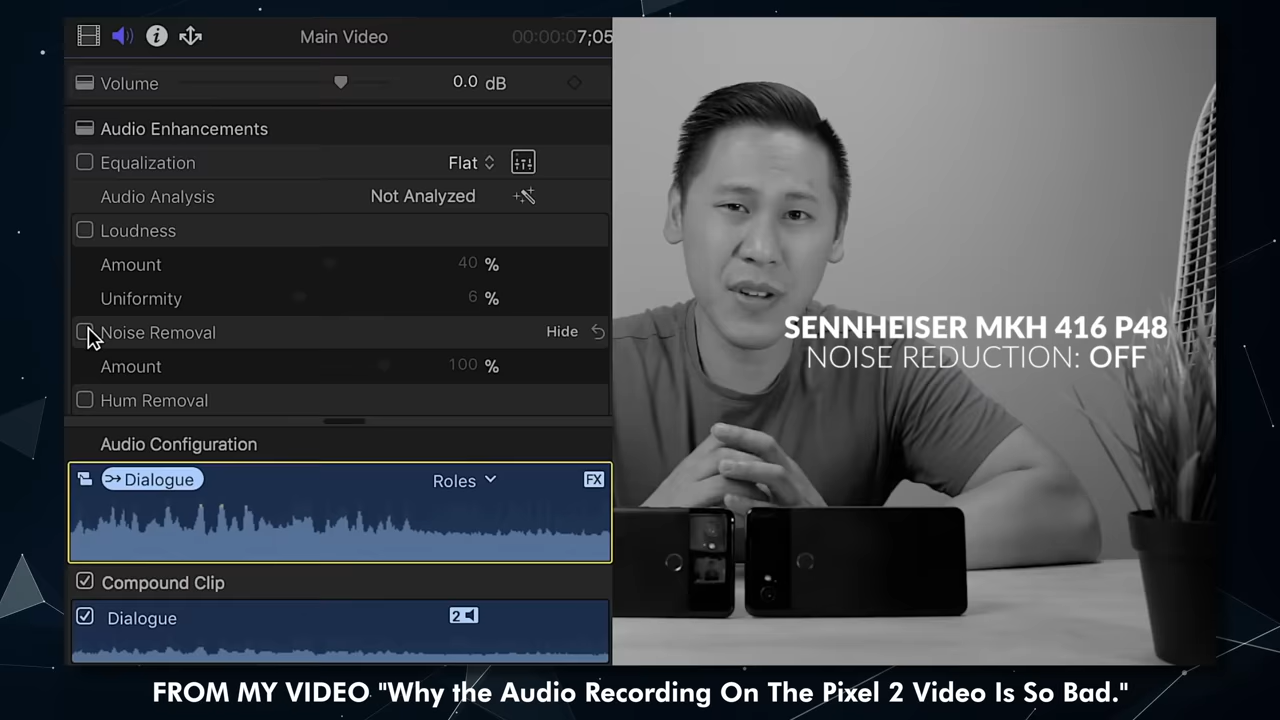 Main Video
00:00:07;05
Volume
0.0 dB
Audio Enhancements
Equalization
Flat
Audio Analysis
Not Analyzed
Loudness
Amount
40 %
Uniformity
6 %
Noise Removal
Hide
Amount
100 %
Hum Removal
Audio Configuration
Dialogue
Roles
FX
Compound Clip
Dialogue
2
SENNHEISER MKH 416 P48
NOISE REDUCTION: OFF
FROM MY VIDEO "Why the Audio Recording On The Pixel 2 Video Is So Bad."